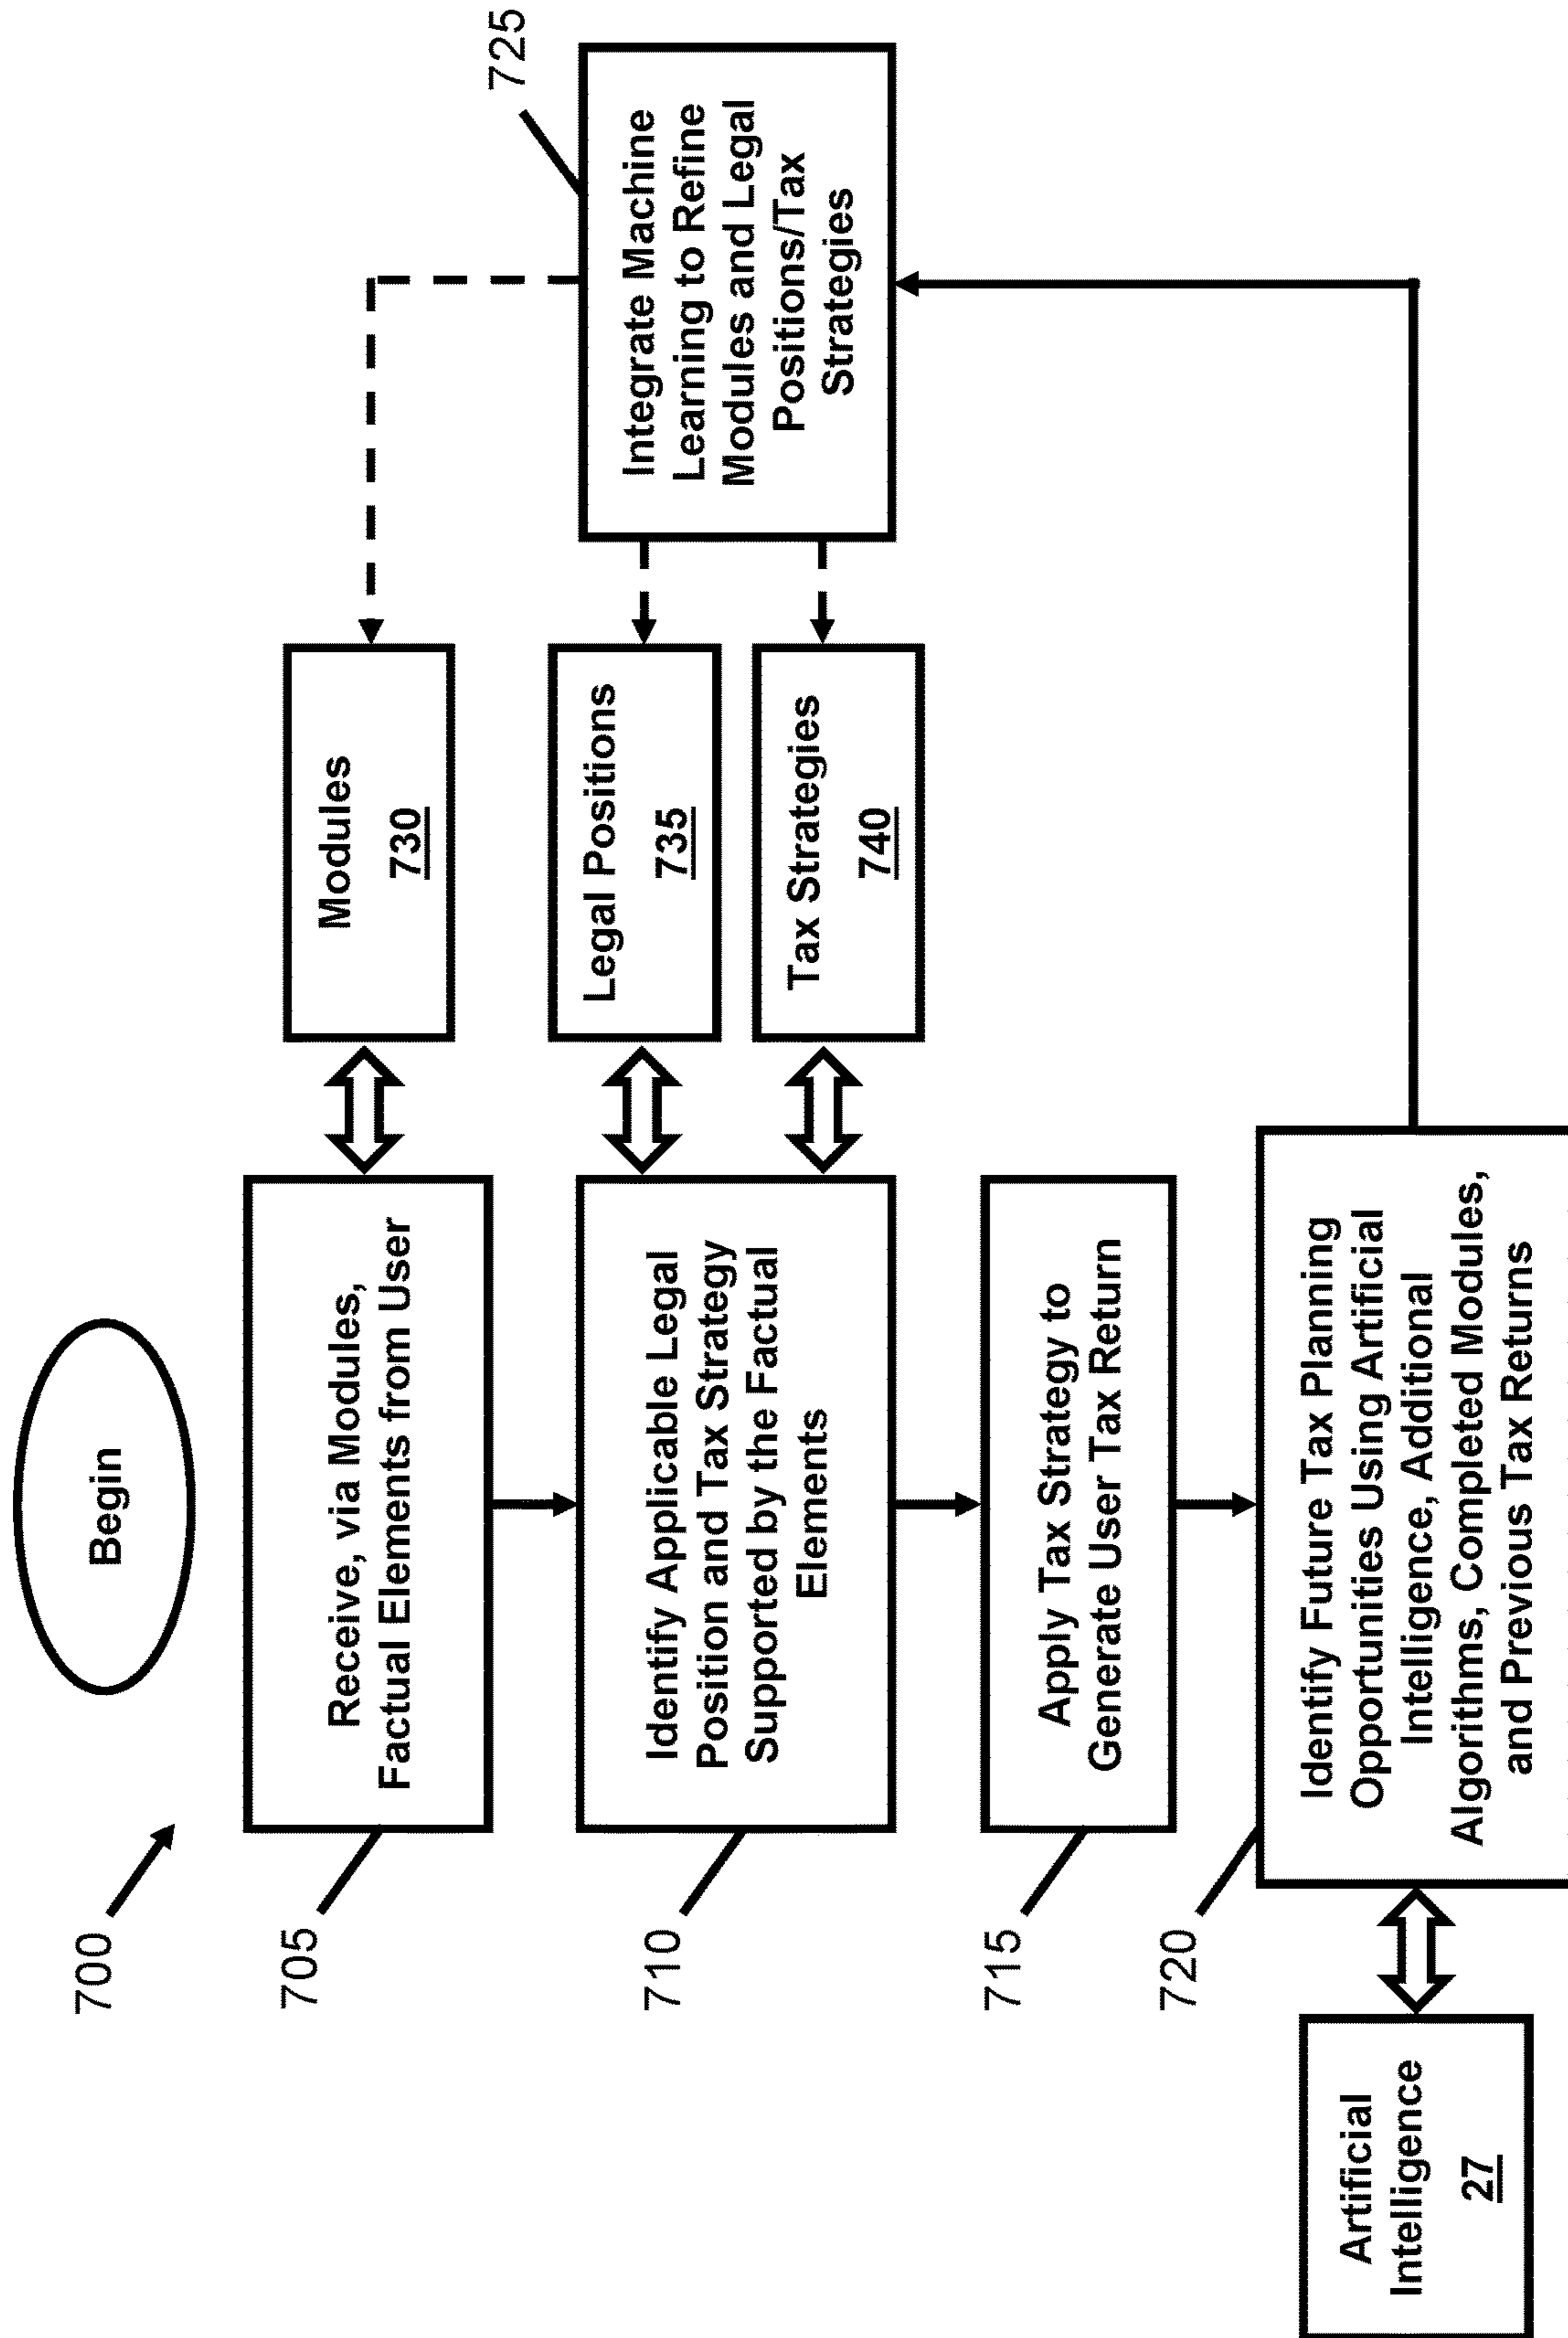 700
Begin
705
Receive, via Modules,
Factual Elements from User
Modules
730
725
Integrate Machine
Learning to Refine
Modules and Legal
Positions/Tax
Strategies
710
Identify Applicable Legal
Position and Tax Strategy
Supported by the Factual
Elements
Legal Positions
735
Tax Strategies
740
715
Apply Tax Strategy to
Generate User Tax Return
720
Identify Future Tax Planning
Opportunities Using Artificial
Intelligence, Additional
Algorithms, Completed Modules,
and Previous Tax Returns
Artificial
Intelligence
27